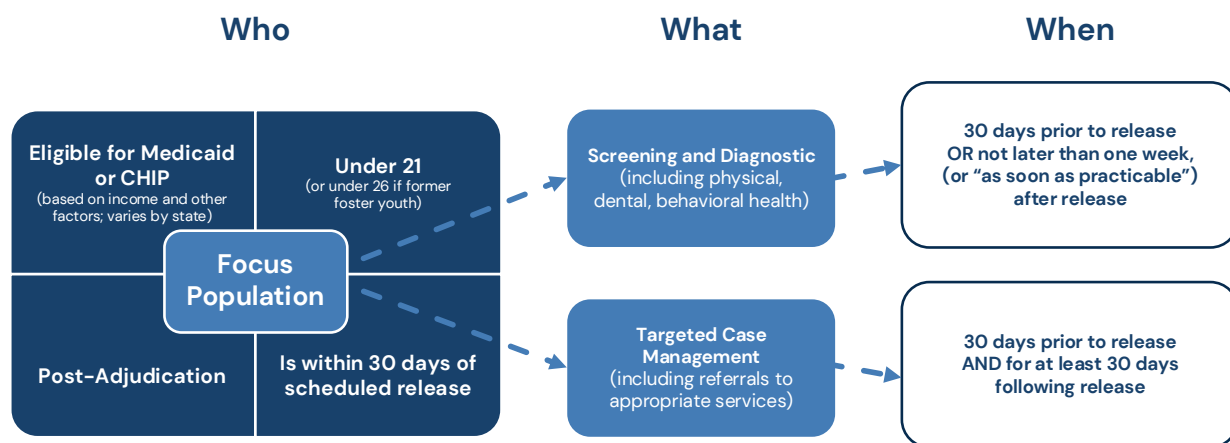 Who
What
When
Eligible for Medicaid
or CHIP
(based on income and other
factors; varies by state)
Under 21
(or under 26 if former
foster youth)
Focus
Population
Post-Adjudication
Is within 30 days of
scheduled release
Screening and Diagnostic
(including physical,
dental, behavioral health)
30 days prior to release
OR not later than one week,
(or “as soon as practicable”)
after release
Targeted Case
Management
(including referrals to
appropriate services)
30 days prior to release
AND for at least 30 days
following release